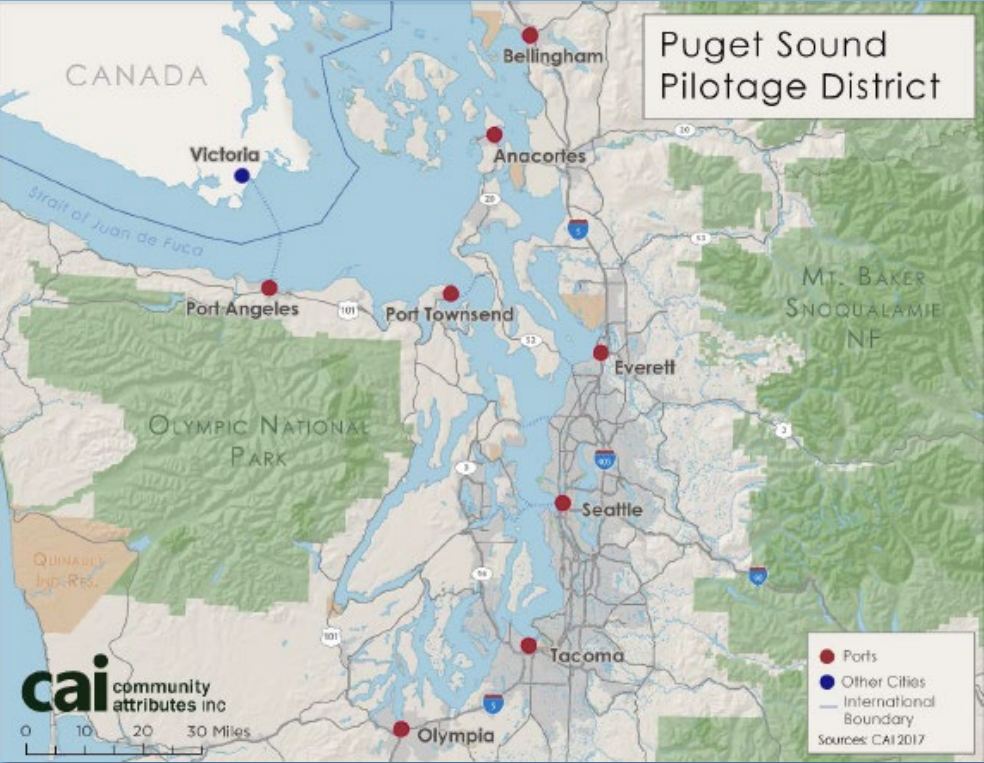 Puget Sound
Pilotage District
Bellingham
CANADA
20
Anacortes
Victoria
Strait of Juan de Fuca
20
5
53
Mt. Baker
Snoqualamie
NF
Port Angeles
101
Port Townsend
52
Everett
Olympic National
Park
3
405
3
Seattle
Quinault
Ind. Res.
16
90
101
Tacoma
Ports
Other Cities
International
Boundary
Sources: CAI 2017
cai community
attributes inc
5
Olympia
0 10 20 30 Miles